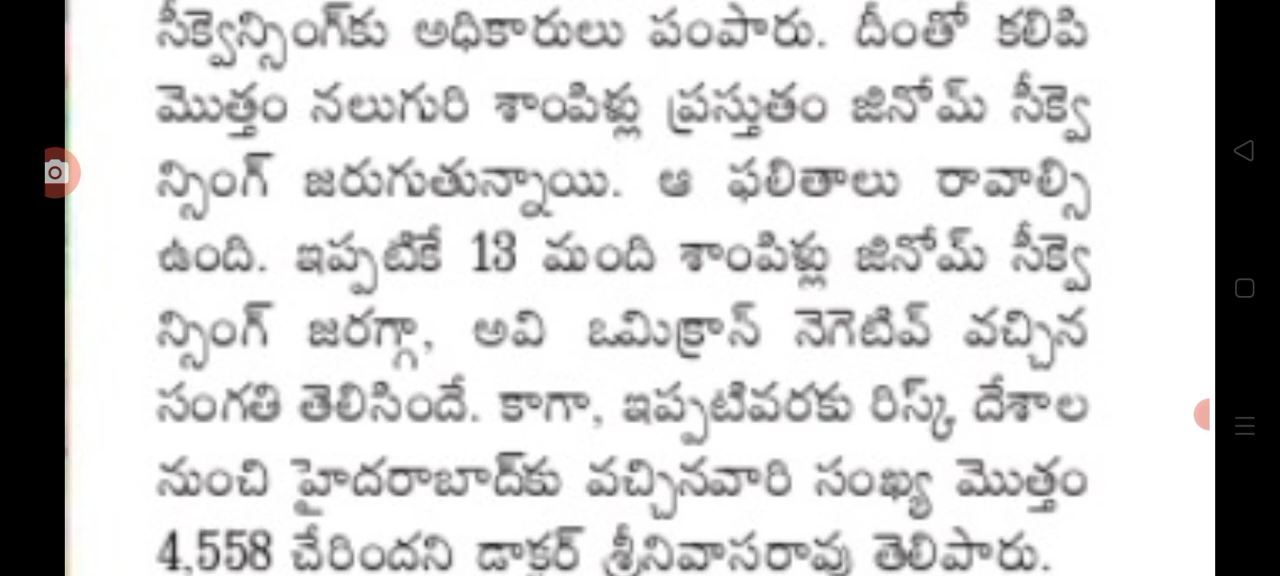 సీక్వెన్సింగ్‌కు అధికారులు పంపారు. దీంతో కలిపి
మొత్తం నలుగురి శాంపిళ్లు ప్రస్తుతం జినోమ్ సీక్వె
న్సింగ్ జరుగుతున్నాయి. ఆ ఫలితాలు రావాల్సి
ఉంది. ఇప్పటికే 13 మంది శాంపిళ్లు జినోమ్ సీక్వె
న్సింగ్ జరగ్గా, అవి ఒమిక్రాన్ నెగెటివ్ వచ్చిన
సంగతి తెలిసిందే. కాగా, ఇప్పటివరకు రిస్క్ దేశాల
నుంచి హైదరాబాద్‌కు వచ్చినవారి సంఖ్య మొత్తం
4,558 చేరిందని డాక్టర్ శ్రీనివాసరావు తెలిపారు.